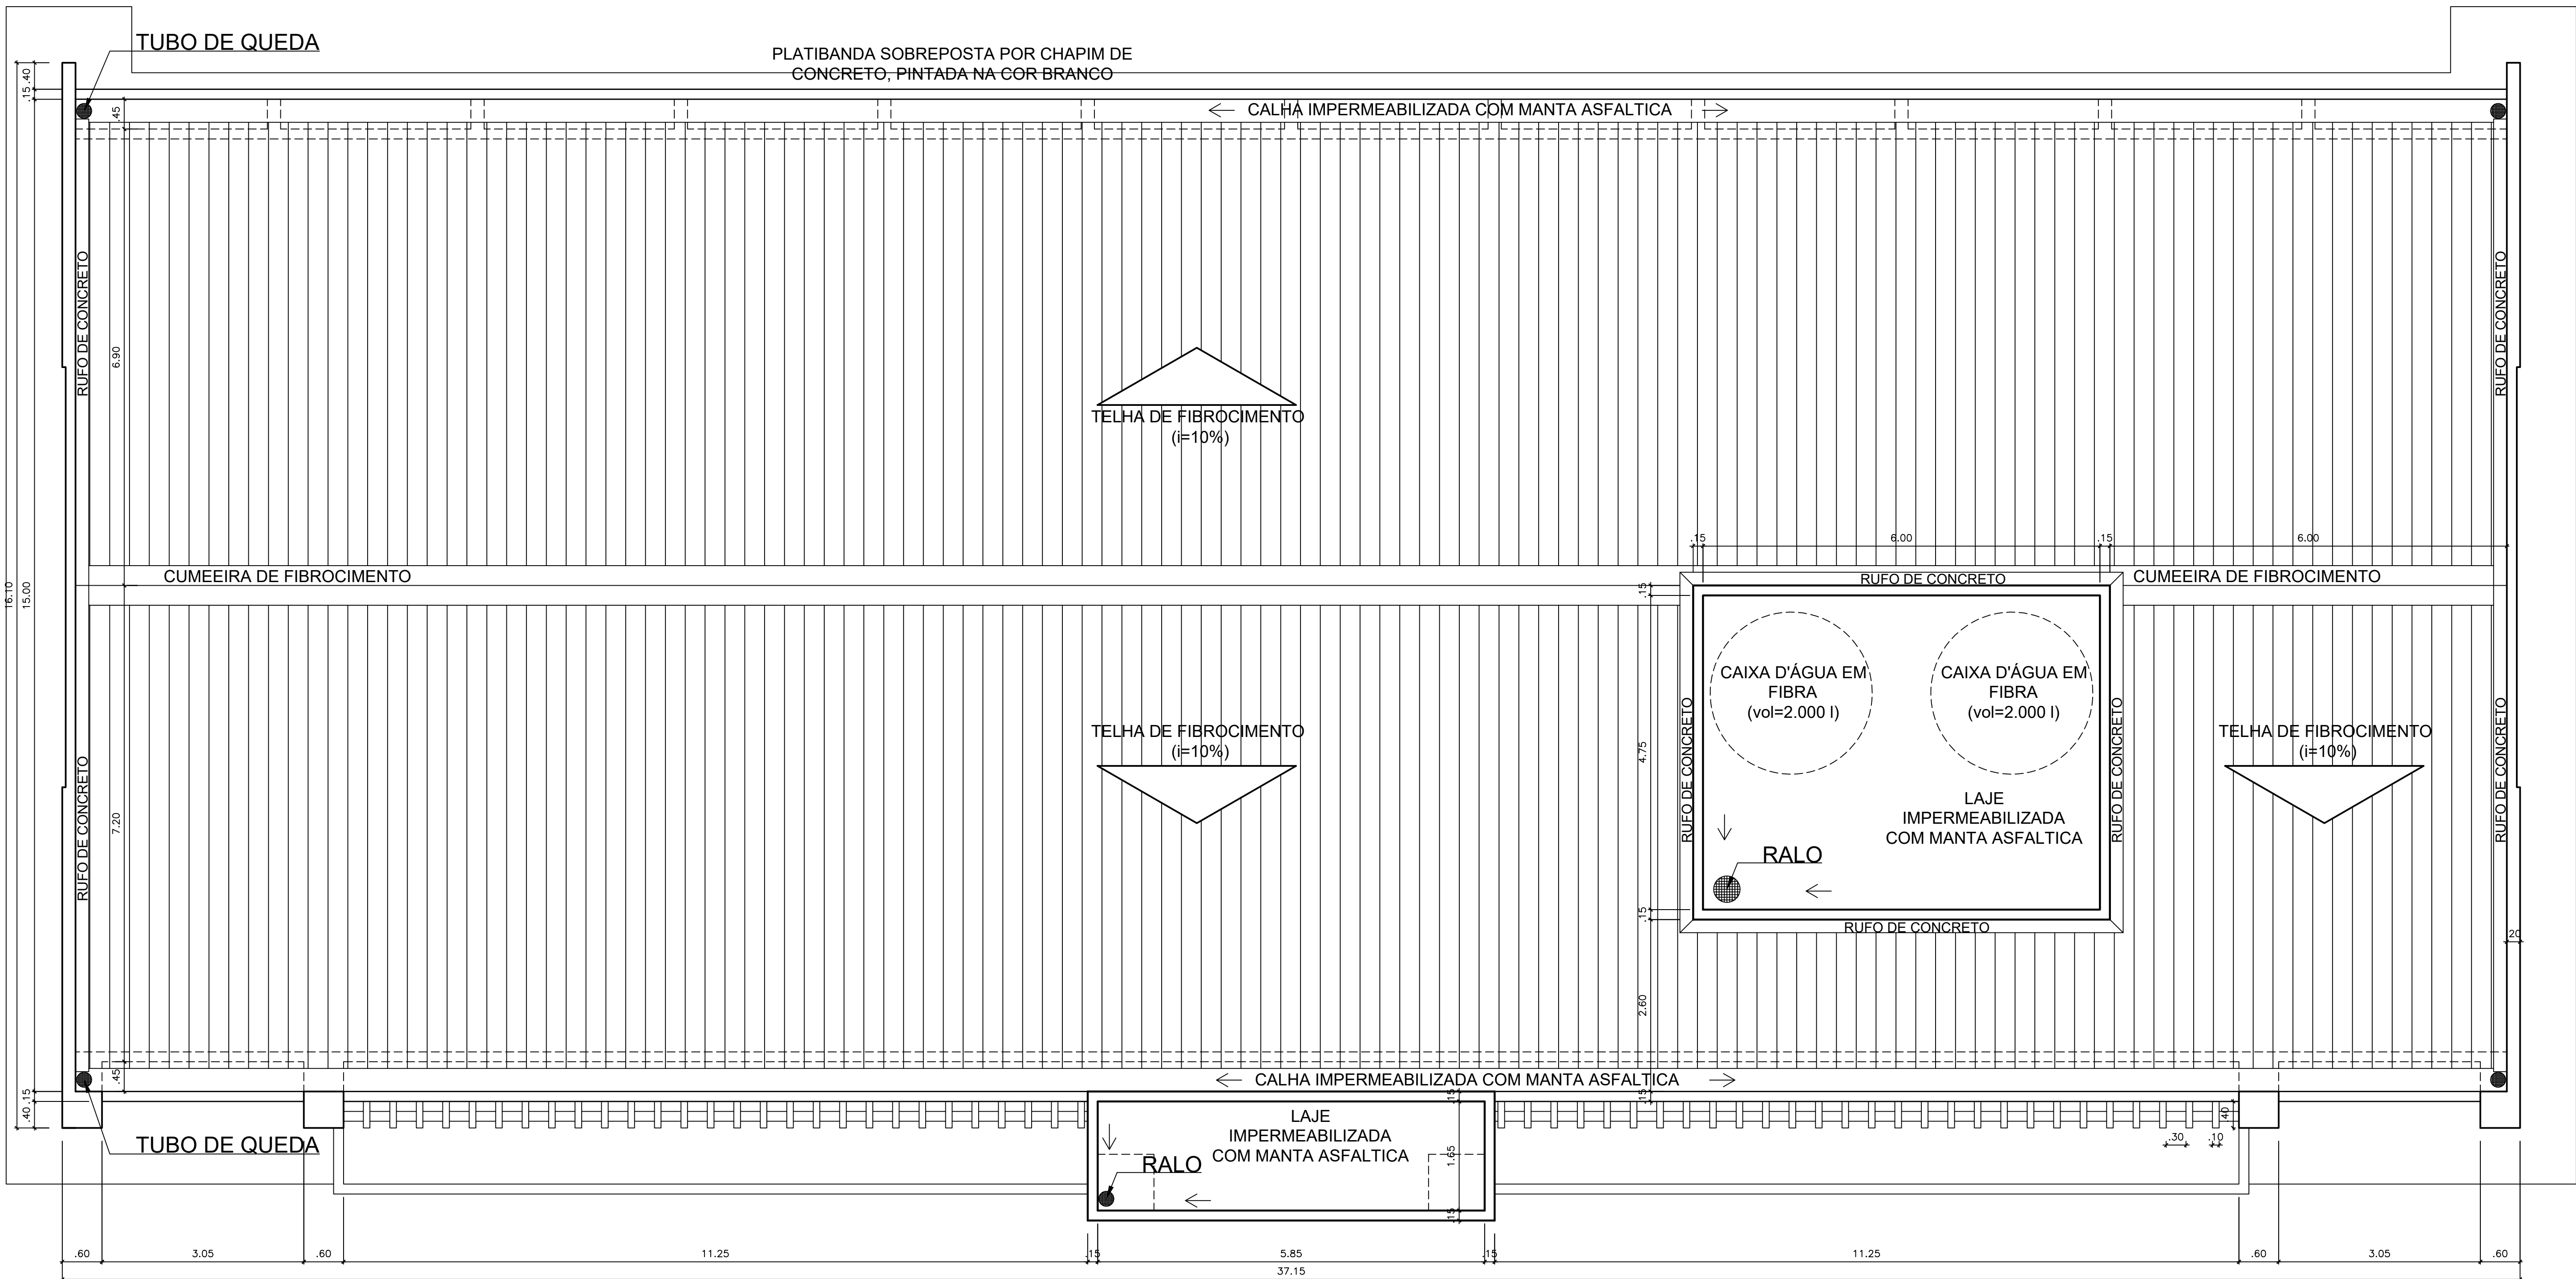 TUBO DE QUEDA
PLATIBANDA SOBREPOSTA POR CHAPIM DE
CONCRETO, PINTADA NA COR BRANCO
.40
.15
.45
CALHA IMPERMEABILIZADA COM MANTA ASFALTICA
RUFO DE CONCRETO
RUFO DE CONCRETO
6.90
TELHA DE FIBROCIMENTO
(i=10%)
.15
6.00
.15
6.00
CUMEEIRA DE FIBROCIMENTO
RUFO DE CONCRETO
CUMEEIRA DE FIBROCIMENTO
16.10
15.00
.15
CAIXA D'ÁGUA EM
FIBRA
(vol=2.000 l)
CAIXA D'ÁGUA EM
FIBRA
(vol=2.000 l)
TELHA DE FIBROCIMENTO
(i=10%)
4.75
RUFO DE CONCRETO
RUFO DE CONCRETO
TELHA DE FIBROCIMENTO
(i=10%)
RUFO DE CONCRETO
RUFO DE CONCRETO
7.20
LAJE
IMPERMEABILIZADA
COM MANTA ASFALTICA
RALO
.15
RUFO DE CONCRETO
.20
2.60
.45
CALHA IMPERMEABILIZADA COM MANTA ASFALTICA
.15
.40
.15
.15
LAJE
IMPERMEABILIZADA
COM MANTA ASFALTICA
.40
TUBO DE QUEDA
RALO
1.65
.30
.10
.15
.60
3.05
.60
11.25
.15
5.85
.15
11.25
.60
3.05
.60
37.15